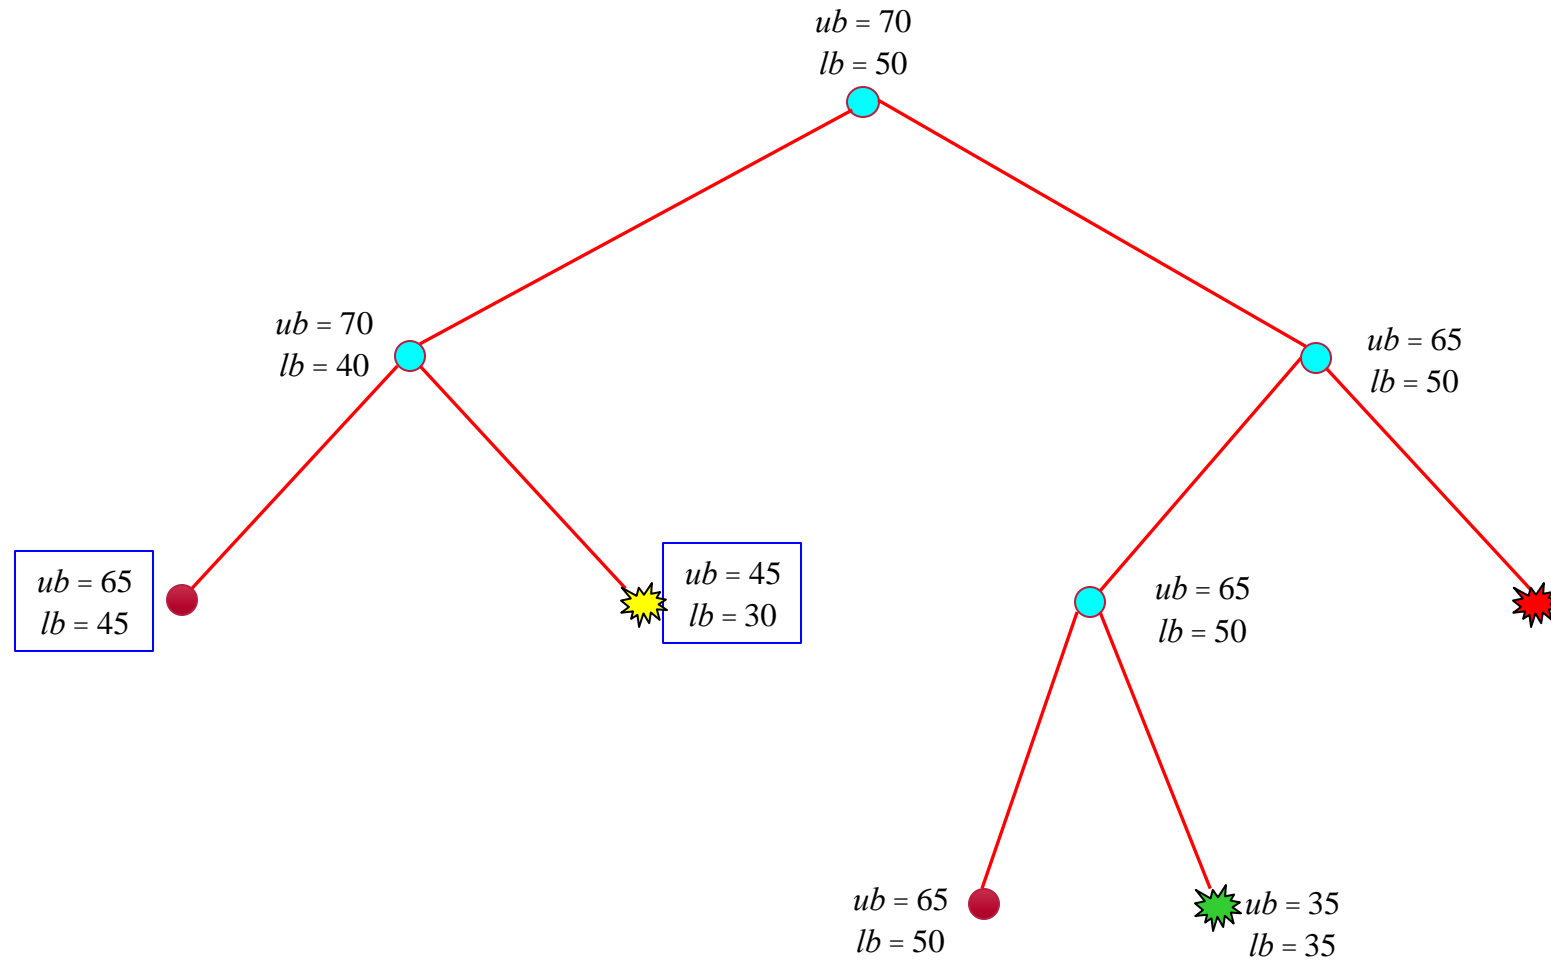 ub = 70
lb = 50
ub = 70
lb = 40
ub = 65
lb = 50
ub = 65
lb = 45
ub = 45
lb = 30
ub = 65
lb = 50
ub = 65
lb = 50
ub = 35
lb = 35